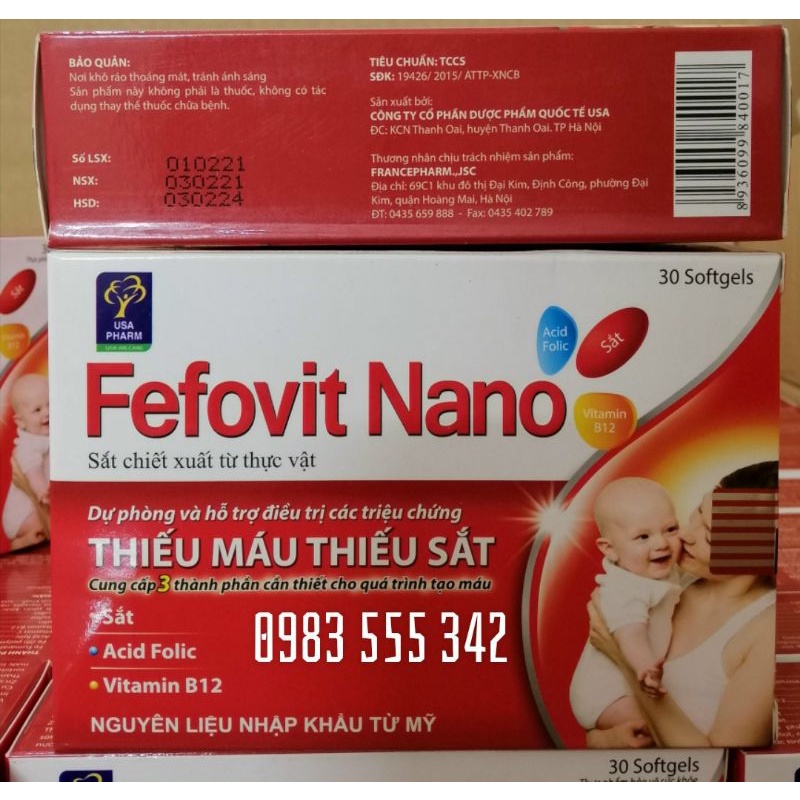 BẢO QUẢN:
Nơi khô ráo thoáng mát, tránh ánh sáng
Sản phẩm này không phải là thuốc, không có tác
dụng thay thế thuốc chữa bệnh.
Số LSX: 010221
NSX: 030221
HSD: 030224
TIÊU CHUẨN: TCCS
SĐK: 19426/ 2015/ ATTP-XNCB
Sản xuất bởi:
CÔNG TY CỔ PHẦN DƯỢC PHẨM QUỐC TẾ USA
ĐC: KCN Thanh Oai, huyện Thanh Oai. TP Hà Nội
Thương nhân chịu trách nhiệm sản phẩm:
FRANCEPHARM.,JSC
Địa chỉ: 69C1 khu đô thị Đại Kim, Định Công, phường Đại
Kim, quận Hoàng Mai, Hà Nội
ĐT: 0435 659 888 - Fax: 0435 402 789
8936099 840017
30 Softgels
USA
PHARM
Acid
Folic
Sắt
Vitamin
B12
Fefovit Nano
Sắt chiết xuất từ thực vật
Dự phòng và hỗ trợ điều trị các triệu chứng
THIẾU MÁU THIẾU SẮT
Cung cấp 3 thành phần cần thiết cho quá trình tạo máu
Sắt
Acid Folic
Vitamin B12
0983 555 342
NGUYÊN LIỆU NHẬP KHẨU TỪ MỸ
Sắt
30 Softgels